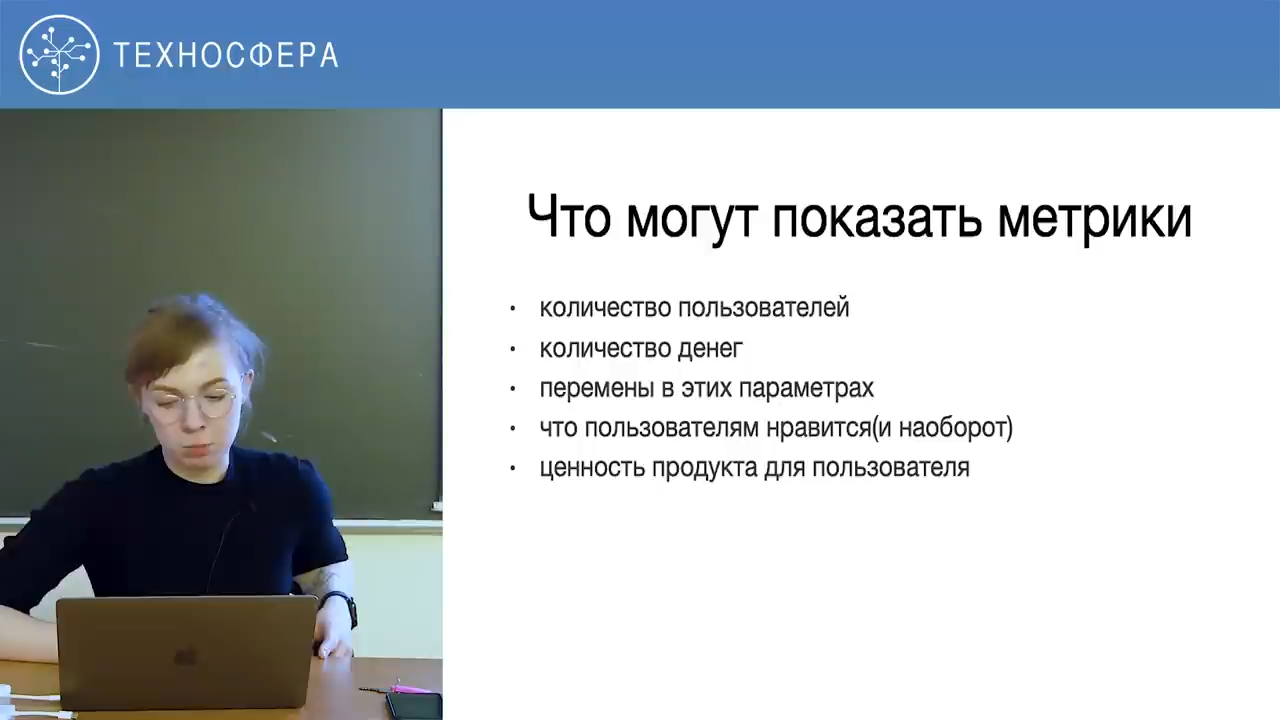 ТЕХНОСФЕРА
Что могут показать метрики
• количество пользователей
• количество денег
• перемены в этих параметрах
• что пользователям нравится(и наоборот)
• ценность продукта для пользователя